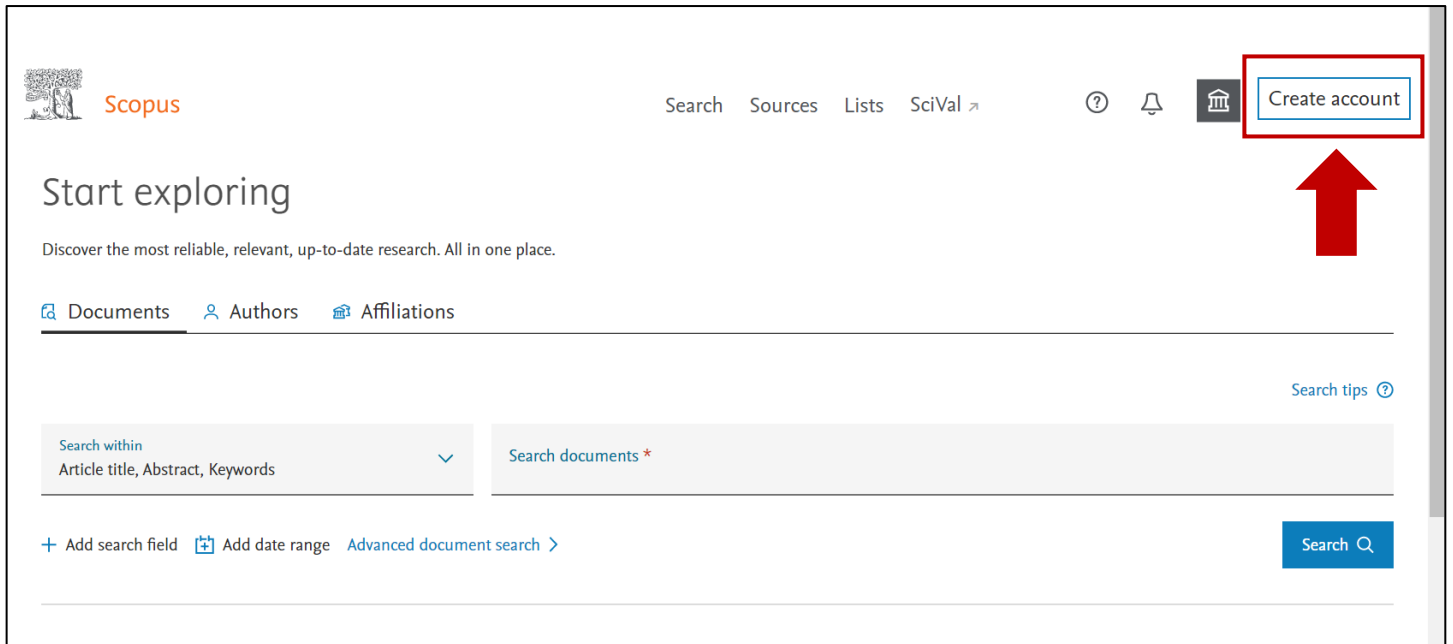 Scopus
Search Sources Lists SciVal
Create account
Start exploring
Discover the most reliable, relevant, up-to-date research. All in one place.
Documents Authors Affiliations
Search tips
Search within
Article title, Abstract, Keywords
Search documents *
Add search field Add date range Advanced document search
Search